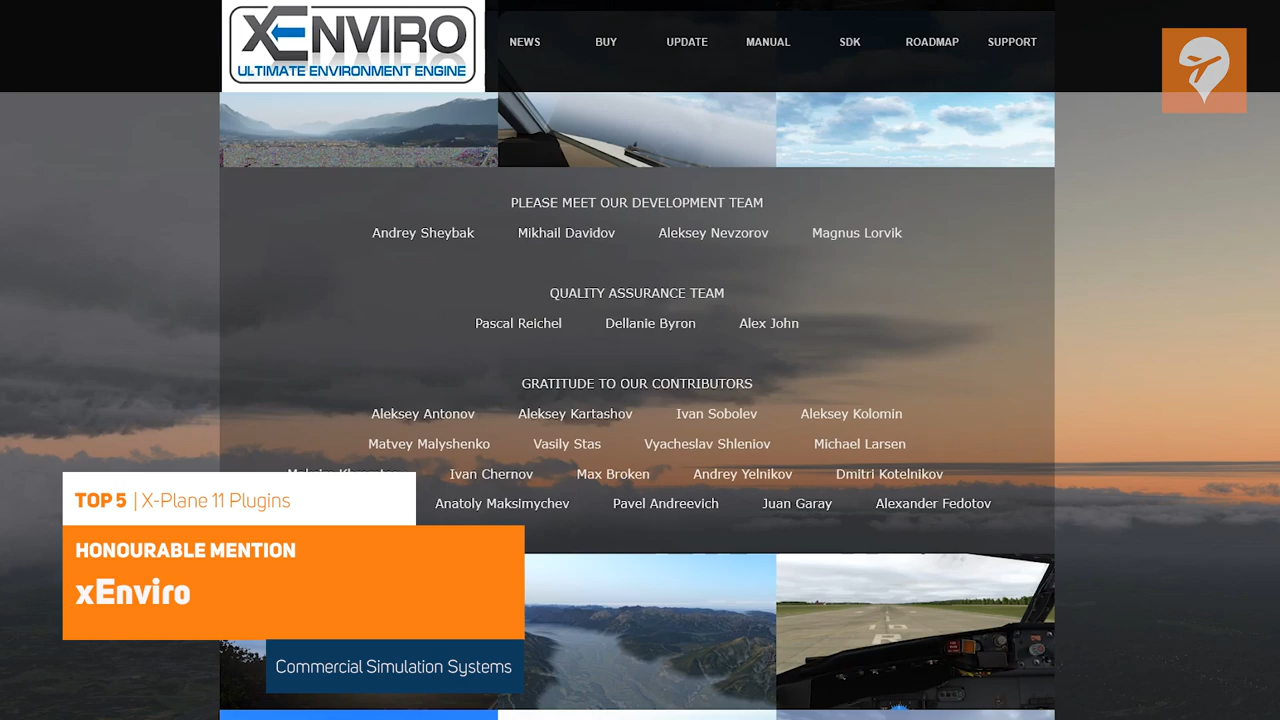 XENVIRO
ULTIMATE ENVIRONMENT ENGINE
NEWS BUY UPDATE MANUAL SDK ROADMAP SUPPORT
PLEASE MEET OUR DEVELOPMENT TEAM
Andrey Sheybak Mikhail Davidov Aleksey Nevzorov Magnus Lorvik
QUALITY ASSURANCE TEAM
Pascal Reichel Dellanie Byron Alex John
GRATITUDE TO OUR CONTRIBUTORS
Aleksey Antonov Aleksey Kartashov Ivan Sobolev Aleksey Kolomin
Matvey Malyshenko Vasily Stas Vyacheslav Shleniov Michael Larsen
Ivan Chernov Max Broken Andrey Yelnikov Dmitri Kotelnikov
Anatoly Maksimychev Pavel Andreevich Juan Garay Alexander Fedotov
TOP 5 | X-Plane 11 Plugins
HONOURABLE MENTION
xEnviro
Commercial Simulation Systems